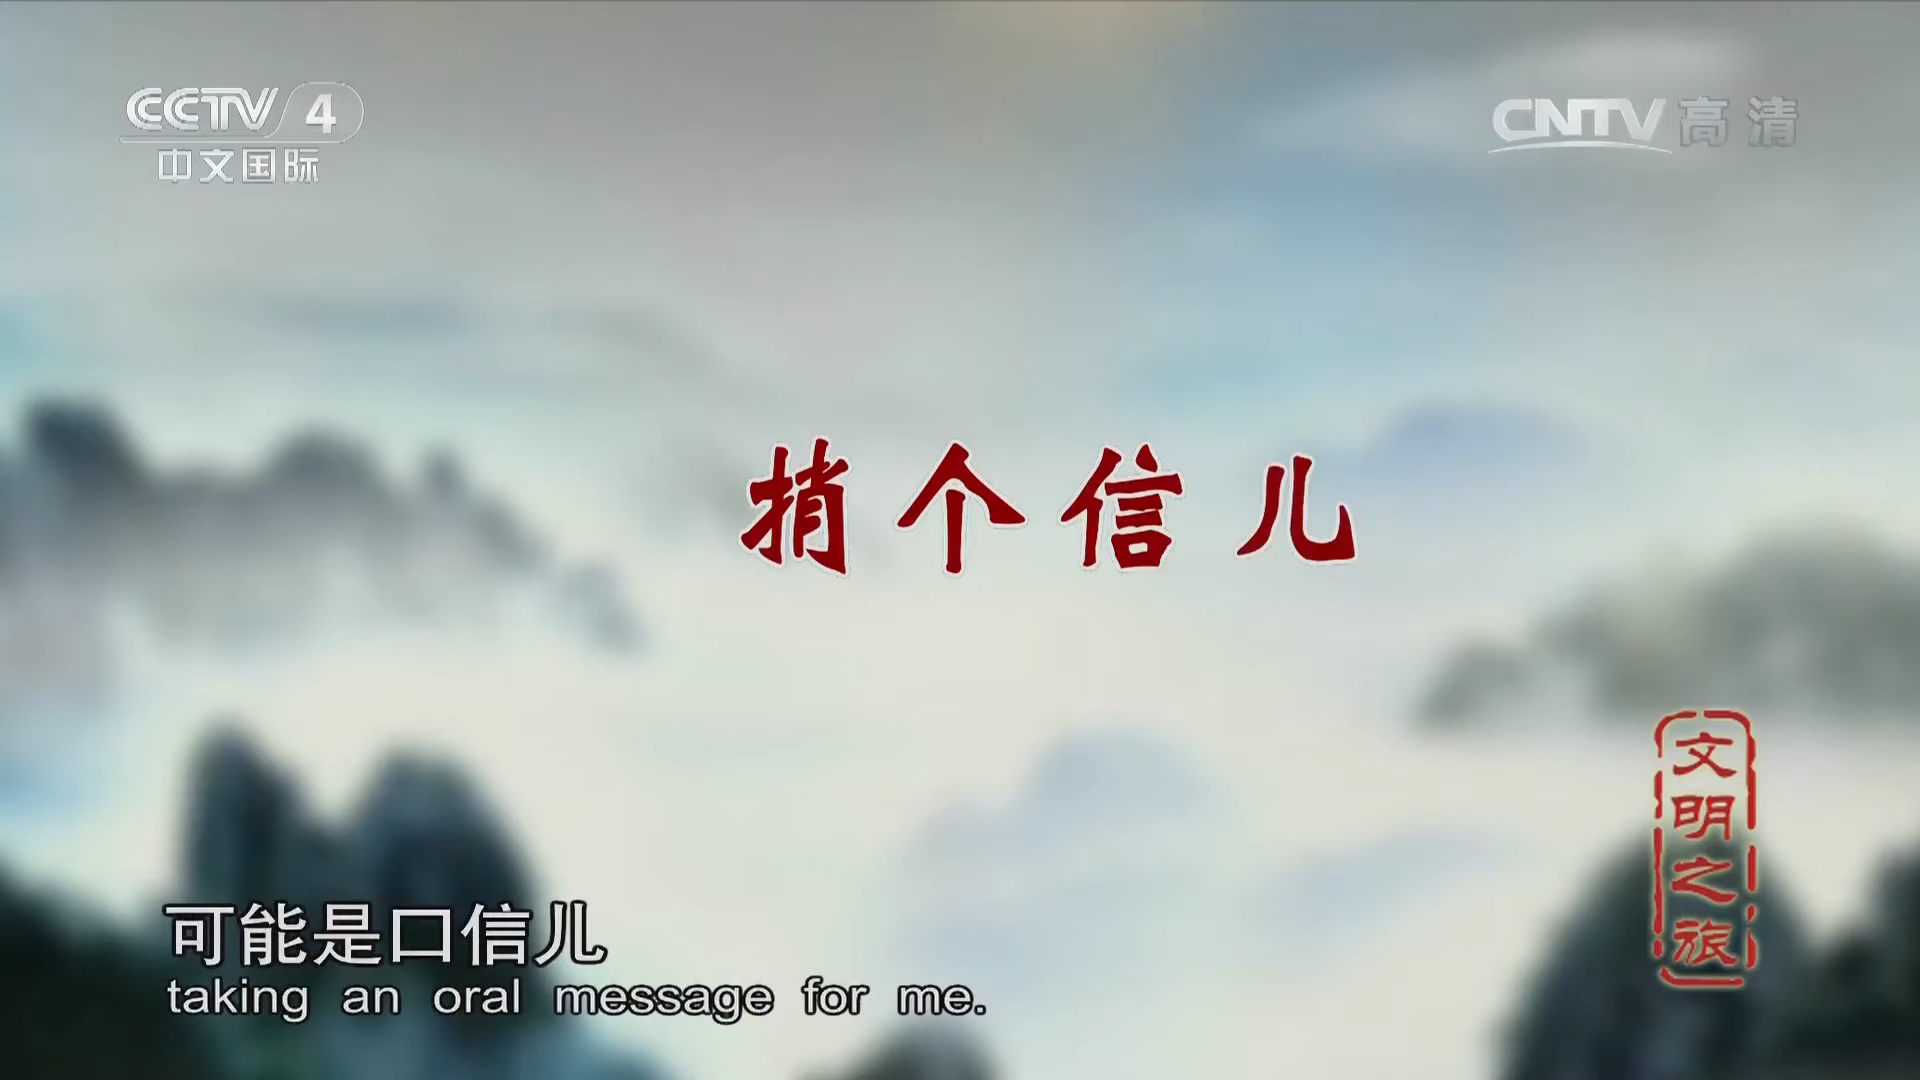 CCTV 4
中文国际
CNTV 高清
捎个信儿
文明之旅
可能是口信儿
taking an oral message for me.